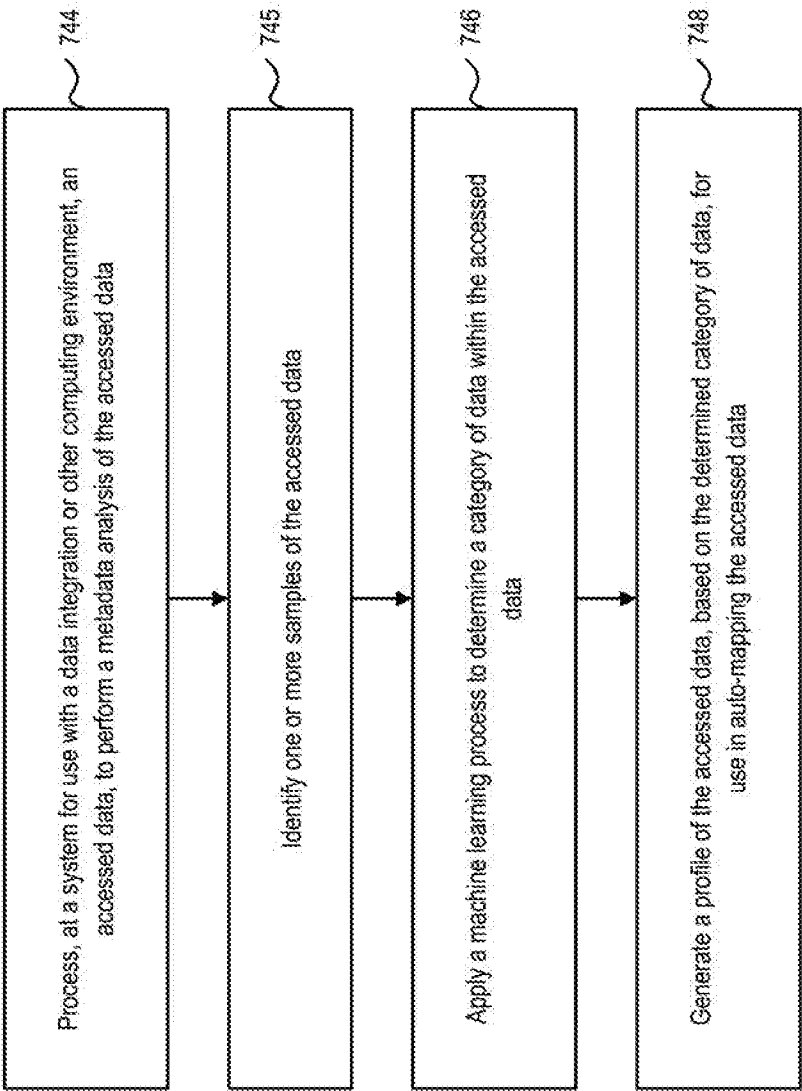 Process, at a system for use with a data integration or other computing environment, an
accessed data, to perform a metadata analysis of the accessed data
744
Identify one or more samples of the accessed data
745
Apply a machine learning process to determine a category of data within the accessed
data
746
Generate a profile of the accessed data, based on the determined category of data, for
use in auto-mapping the accessed data
748